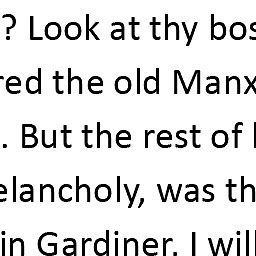 ? Look at thy bos
red the old Manx
. But the rest of
elancholy, was th
in Gardiner. I will